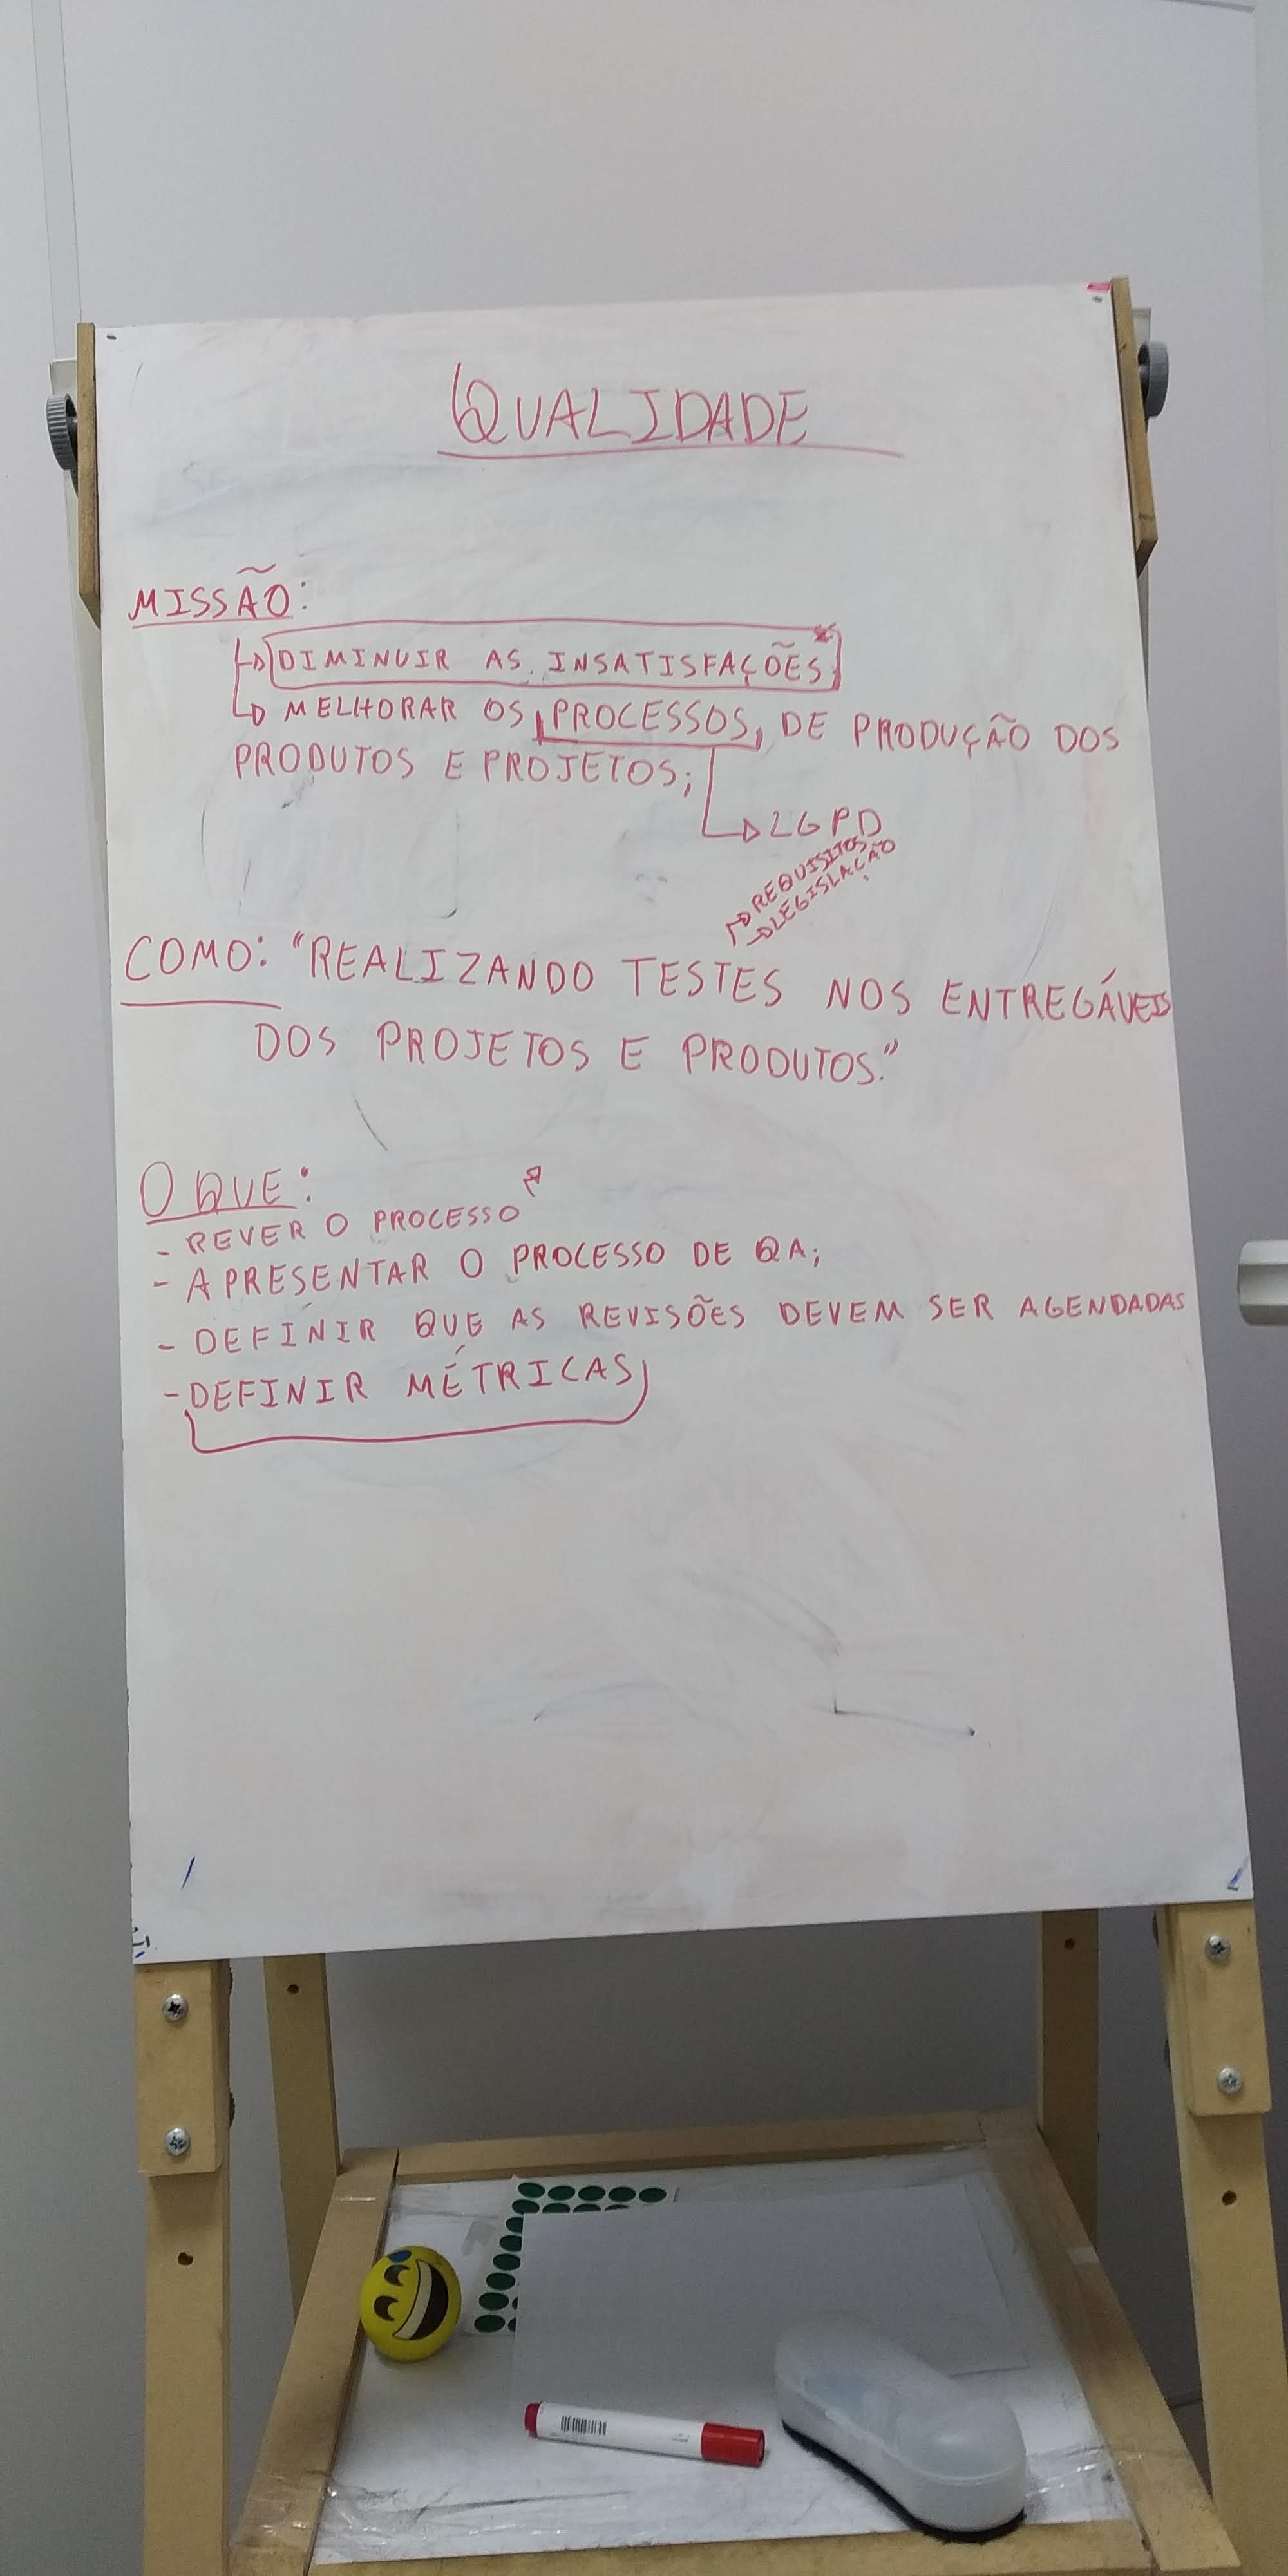 QUALIDADE
MISSÃO:
DIMINUIR AS INSATISFAÇÕES;
MELHORAR OS PROCESSOS, DE PRODUÇÃO DOS
PRODUTOS E PROJETOS;
LGPD
REQUISITOS
LEGISLAÇÃO
COMO: "REALIZANDO TESTES NOS ENTREGÁVEIS
DOS PROJETOS E PRODUTOS."
O QUE:
- REVER O PROCESSO
- APRESENTAR O PROCESSO DE QA;
- DEFINIR QUE AS REVISÕES DEVEM SER AGENDADAS
- DEFINIR MÉTRICAS